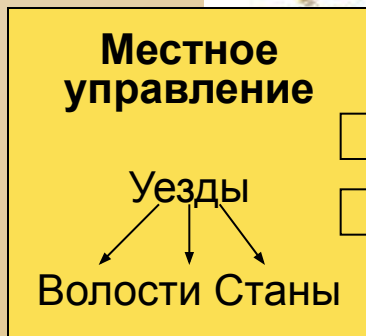 Местное
управление
Уезды
Волости Станы